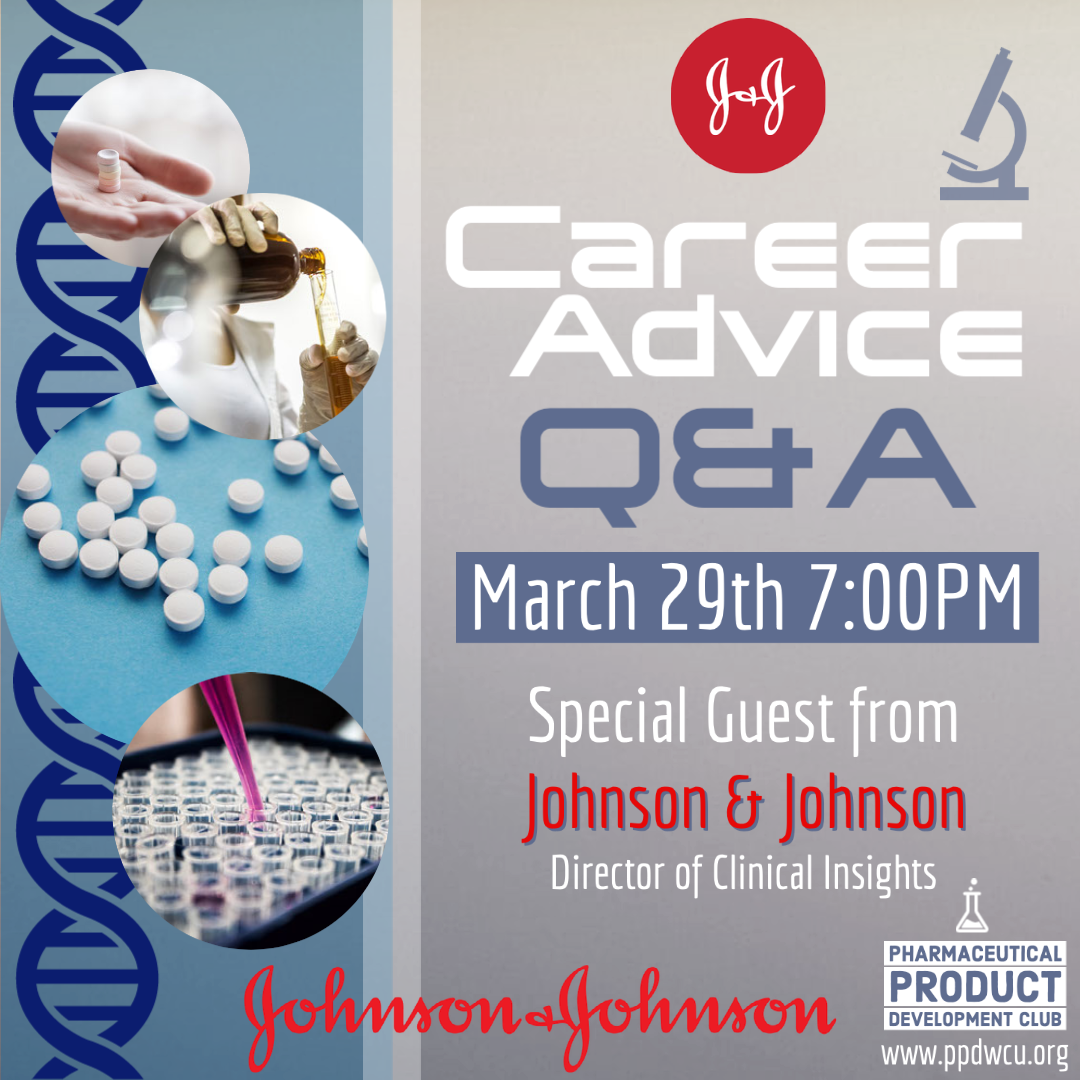 J&J
Career
Advice
Q&A
March 29th 7:00PM
Special Guest from
Johnson & Johnson
Director of Clinical Insights
PHARMACEUTICAL
PRODUCT
DEVELOPMENT CLUB
www.ppdwcu.org
Johnson&Johnson